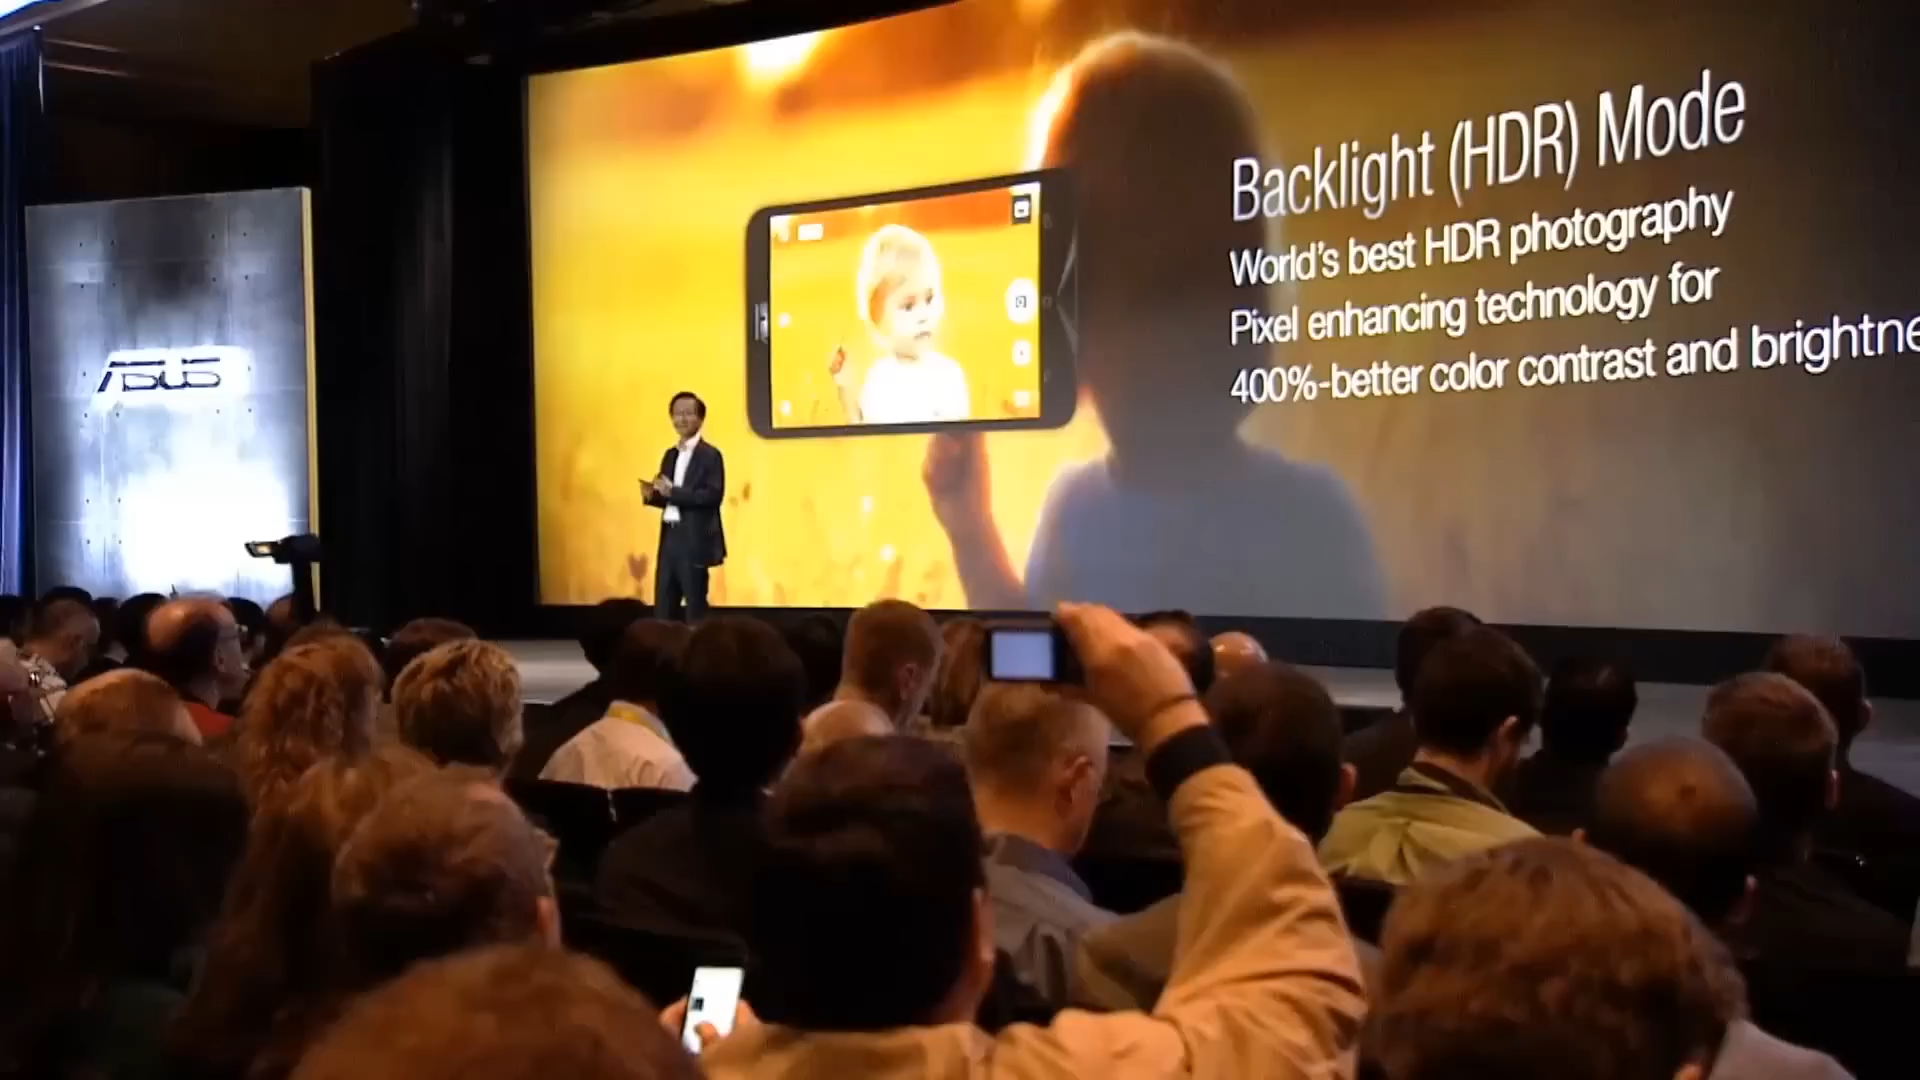 ASUS
Backlight (HDR) Mode
World's best HDR photography
Pixel enhancing technology for
400%-better color contrast and brightne